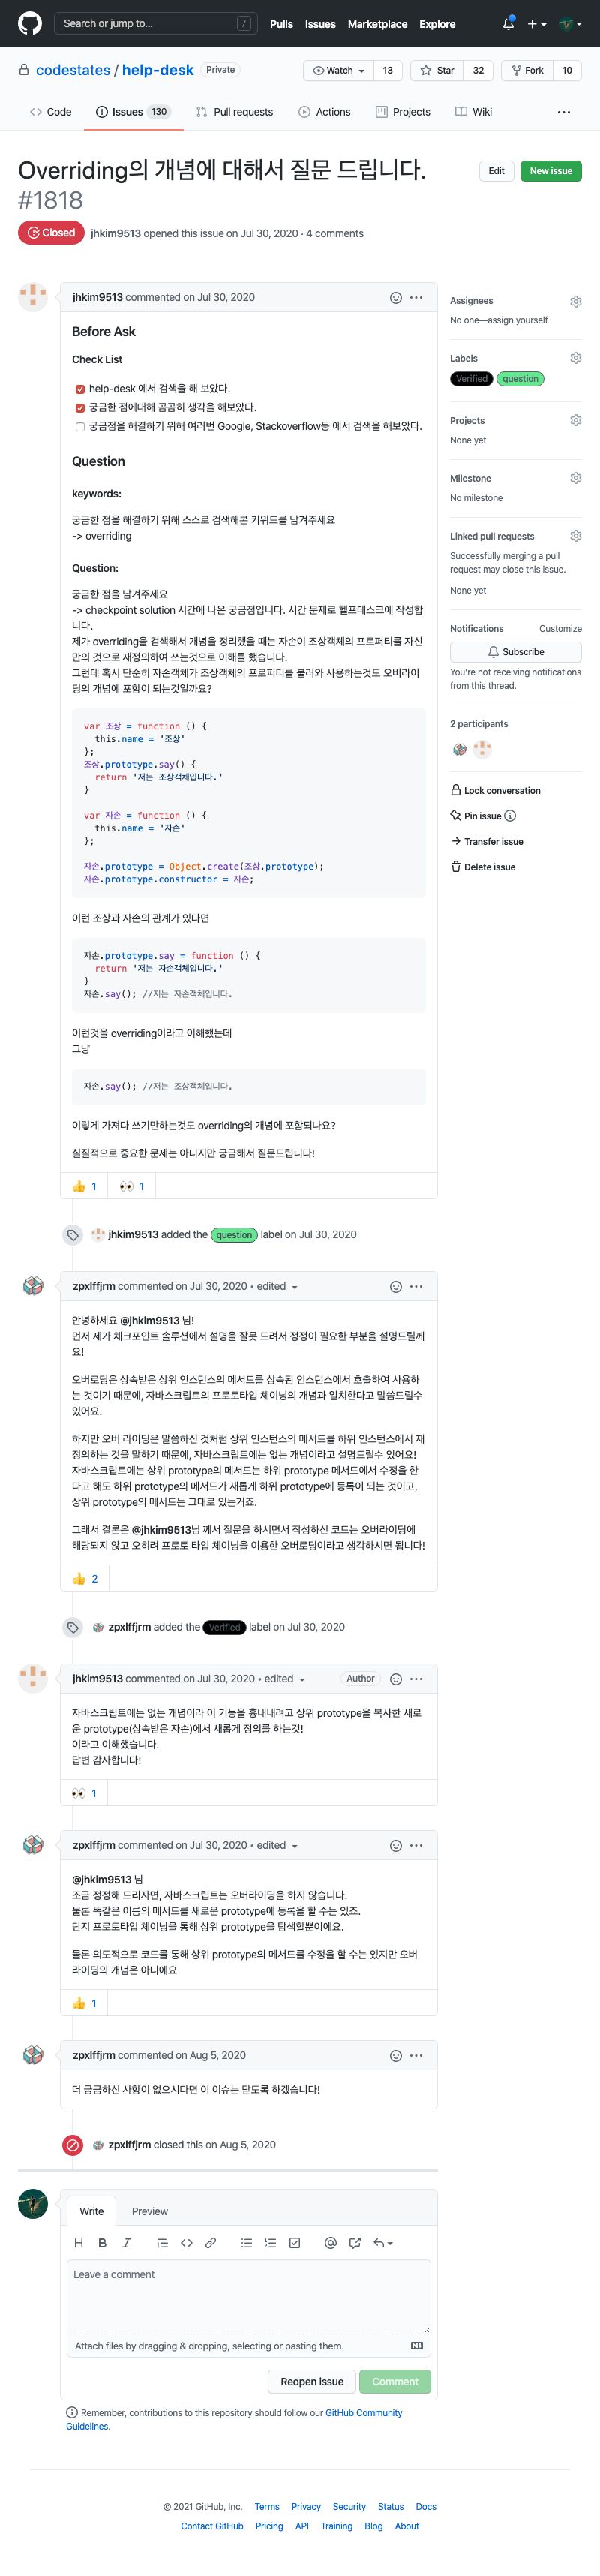 Search or jump to... /
Pulls Issues Marketplace Explore
codestates / help-desk Private
Watch 13 Star 32 Fork 10
Code Issues 130 Pull requests Actions Projects Wiki ...
Overriding의 개념에 대해서 질문 드립니다.
#1818
Edit New issue
Closed jhkim9513 opened this issue on Jul 30, 2020 · 4 comments
jhkim9513 commented on Jul 30, 2020
Before Ask
Check List
help-desk 에서 검색을 해 보았다.
궁금한 점에대해 곰곰히 생각을 해보았다.
궁금점을 해결하기 위해 여러번 Google, Stackoverflow등 에서 검색을 해보았다.
Question
keywords:
궁금한 점을 해결하기 위해 스스로 검색해본 키워드를 남겨주세요
-> overriding
Question:
궁금한 점을 남겨주세요
-> checkpoint solution 시간에 나온 궁금점입니다. 시간 문제로 헬프데스크에 작성합
니다.
제가 overriding을 검색해서 개념을 정리했을 때는 자손이 조상객체의 프로퍼티를 자신
만의 것으로 재정의하여 쓰는것으로 이해를 했습니다.
그런데 혹시 단순히 자손객체가 조상객체의 프로퍼티를 불러와 사용하는것도 오버라이
딩의 개념에 포함이 되는것일까요?
var 조상 = function () {
this.name = '조상'
};
조상.prototype.say() {
return '저는 조상객체입니다.'
}
var 자손 = function () {
this.name = '자손'
};
자손.prototype = Object.create(조상.prototype);
자손.prototype.constructor = 자손;
이런 조상과 자손의 관계가 있다면
자손.prototype.say = function () {
return '저는 자손객체입니다.'
}
자손.say(); //저는 자손객체입니다.
이런것을 overriding이라고 이해했는데
그냥
자손.say(); //저는 조상객체입니다.
이렇게 가져다 쓰기만하는것도 overriding의 개념에 포함되나요?
실질적으로 중요한 문제는 아니지만 궁금해서 질문드립니다!
1 1
jhkim9513 added the question label on Jul 30, 2020
zpxlffjrm commented on Jul 30, 2020 • edited
안녕하세요 @jhkim9513 님!
먼저 제가 체크포인트 솔루션에서 설명을 잘못 드려서 정정이 필요한 부분을 설명드릴께
요!
오버로딩은 상속받은 상위 인스턴스의 메서드를 상속된 인스턴스에서 호출하여 사용하
는 것이기 때문에, 자바스크립트의 프로토타입 체이닝의 개념과 일치한다고 말씀드릴수
있어요.
하지만 오버 라이딩은 말씀하신 것처럼 상위 인스턴스의 메서드를 하위 인스턴스에서 재
정의하는 것을 말하기 때문에, 자바스크립트에는 없는 개념이라고 설명드릴수 있어요!
자바스크립트에는 상위 prototype의 메서드는 하위 prototype 메서드에서 수정을 한
다고 해도 하위 prototype의 메서드가 새롭게 하위 prototype에 등록이 되는 것이고,
상위 prototype의 메서드는 그대로 있는거죠.
그래서 결론은 @jhkim9513님 께서 질문을 하시면서 작성하신 코드는 오버라이딩에
해당되지 않고 오히려 프로토 타입 체이닝을 이용한 오버로딩이라고 생각하시면 됩니다!
2
zpxlffjrm added the Verified label on Jul 30, 2020
jhkim9513 commented on Jul 30, 2020 • edited Author
자바스크립트에는 없는 개념이라 이 기능을 흉내내려고 상위 prototype을 복사한 새로
운 prototype(상속받은 자손)에서 새롭게 정의를 하는것!
이라고 이해했습니다.
답변 감사합니다!
1
zpxlffjrm commented on Jul 30, 2020 • edited
@jhkim9513 님
조금 정정해 드리자면, 자바스크립트는 오버라이딩을 하지 않습니다.
물론 똑같은 이름의 메서드를 새로운 prototype에 등록을 할 수는 있죠.
단지 프로토타입 체이닝을 통해 상위 prototype을 탐색할뿐이에요.
물론 의도적으로 코드를 통해 상위 prototype의 메서드를 수정을 할 수는 있지만 오버
라이딩의 개념은 아니에요
1
zpxlffjrm commented on Aug 5, 2020
더 궁금하신 사항이 없으시다면 이 이슈는 닫도록 하겠습니다!
zpxlffjrm closed this on Aug 5, 2020
Write Preview
Leave a comment
Attach files by dragging & dropping, selecting or pasting them.
Reopen issue Comment
Remember, contributions to this repository should follow our GitHub Community
Guidelines.
Assignees
No one—assign yourself
Labels
Verified question
Projects
None yet
Milestone
No milestone
Linked pull requests
Successfully merging a pull
request may close this issue.
None yet
Notifications Customize
Subscribe
You're not receiving notifications
from this thread.
2 participants
Lock conversation
Pin issue
Transfer issue
Delete issue
© 2021 GitHub, Inc. Terms Privacy Security Status Docs
Contact GitHub Pricing API Training Blog About